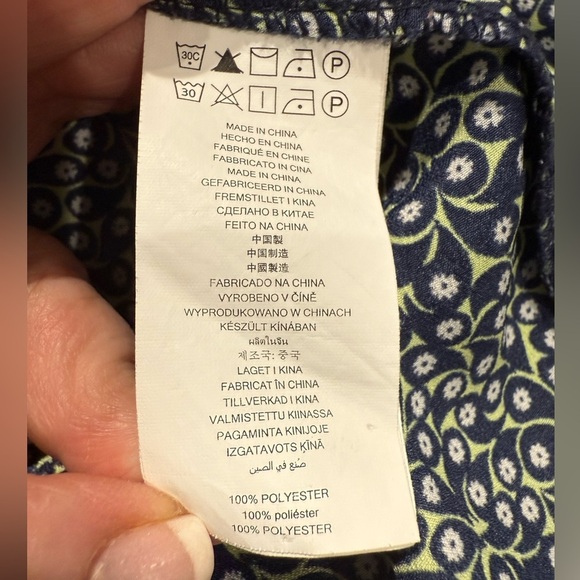 30C P
30 P
MADE IN CHINA
HECHO EN CHINA
FABRIQUÉ EN CHINE
FABBRICATO IN CINA
MADE IN CHINA
GEFABRICEERD IN CHINA
FREMSTILLET I KINA
СДЕЛАНО В КИТАЕ
FEITO NA CHINA
中国製
中国制造
中國製造
FABRICADO NA CHINA
VYROBENO V ČÍNĚ
WYPRODUKOWANO W CHINACH
KÉSZÜLT KÍNÁBAN
ผลิตในจีน
제조국: 중국
LAGET I KINA
FABRICAT ÎN CHINA
TILLVERKAD I KINA
VALMISTETTU KIINASSA
PAGAMINTA KINIJOJE
IZGATAVOTS ĶĪNĀ
صُنع في الصين
100% POLYESTER
100% poliéster
100% POLYESTER